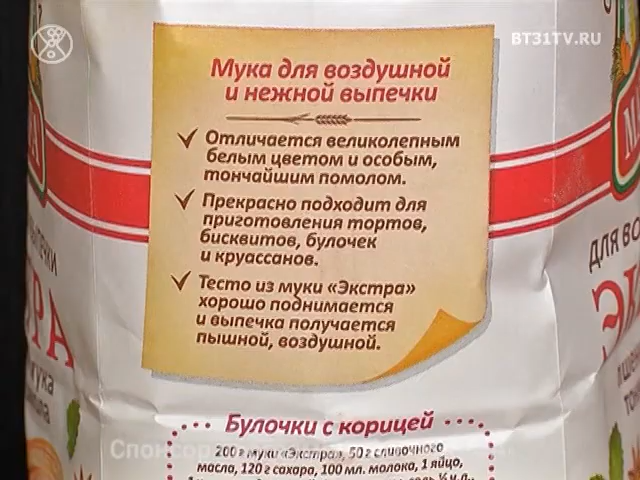 BT31TV.RU
Мука для воздушной
и нежной выпечки
Отличается великолепным
белым цветом и особым,
тончайшим помолом.
Прекрасно подходит для
приготовления тортов,
бисквитов, булочек
и круассанов.
Тесто из муки «Экстра»
хорошо поднимается
и выпечка получается
пышной, воздушной.
ДЛЯ ВО
Булочки с корицей
200 г муки «Экстра», 50 г сливочного
масла, 120 г сахара, 100 мл. молока, 1 яйцо,